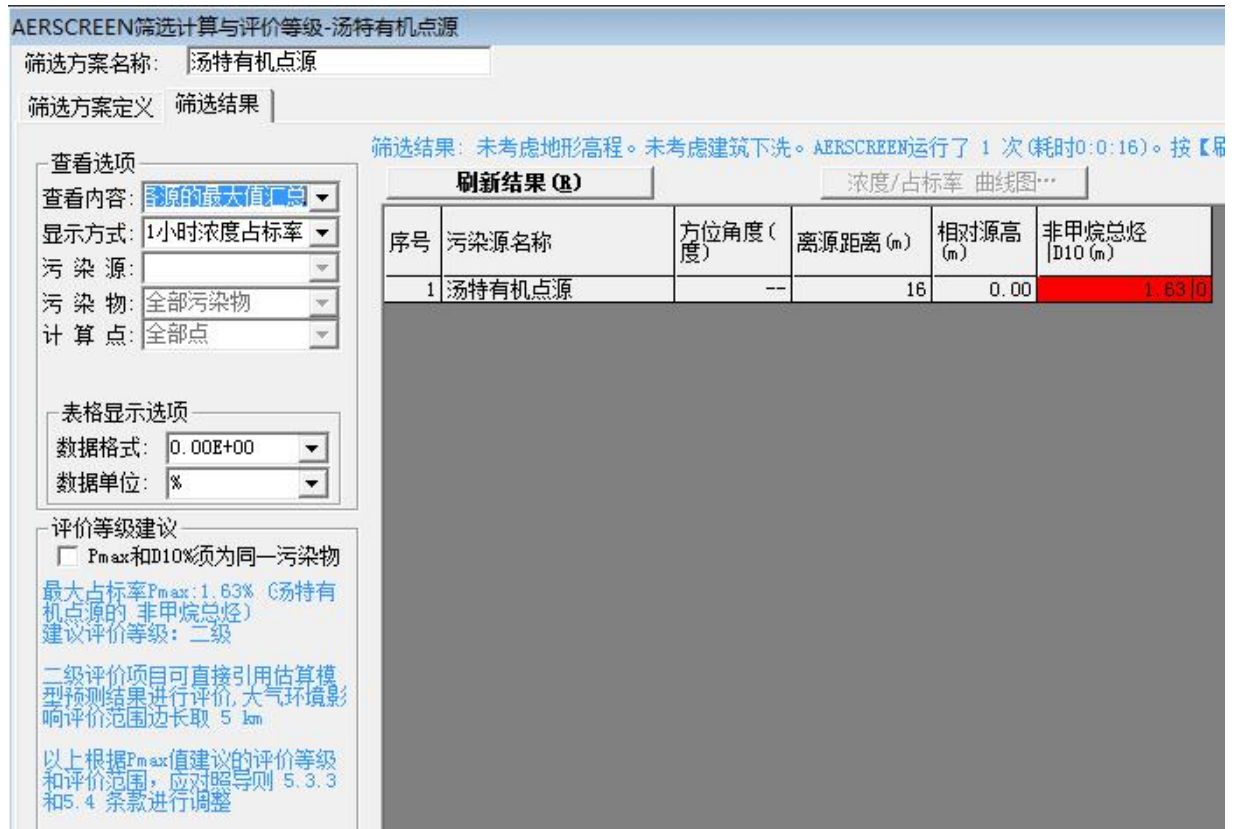 AERSCREEN筛选计算与评价等级-汤特有机点源
筛选方案名称: 汤特有机点源
筛选方案定义 筛选结果
筛选结果: 未考虑地形高程。未考虑建筑下洗。AERSCREEN运行了 1 次(耗时0:0:16)。按【刷
查看选项
刷新结果(R) 浓度/占标率 曲线图…
查看内容: 各源的最大值汇总
显示方式: 1小时浓度占标率
污 染 源:
污 染 物: 全部污染物
计 算 点: 全部点
序号 污染源名称 方位角度(度) 离源距离(m) 相对源高(m) 非甲烷总烃|D10(m)
1 汤特有机点源 -- 16 0.00 1.63|0
表格显示选项
数据格式: 0.00E+00
数据单位: %
评价等级建议
Pmax和D10%须为同一污染物
最大占标率Pmax:1.63% (汤特有
机点源的 非甲烷总烃)
建议评价等级: 二级
二级评价项目可直接引用估算模
型预测结果进行评价,大气环境影
响评价范围边长取 5 km
以上根据Pmax值建议的评价等级
和评价范围,应对照导则 5.3.3
和5.4 条款进行调整